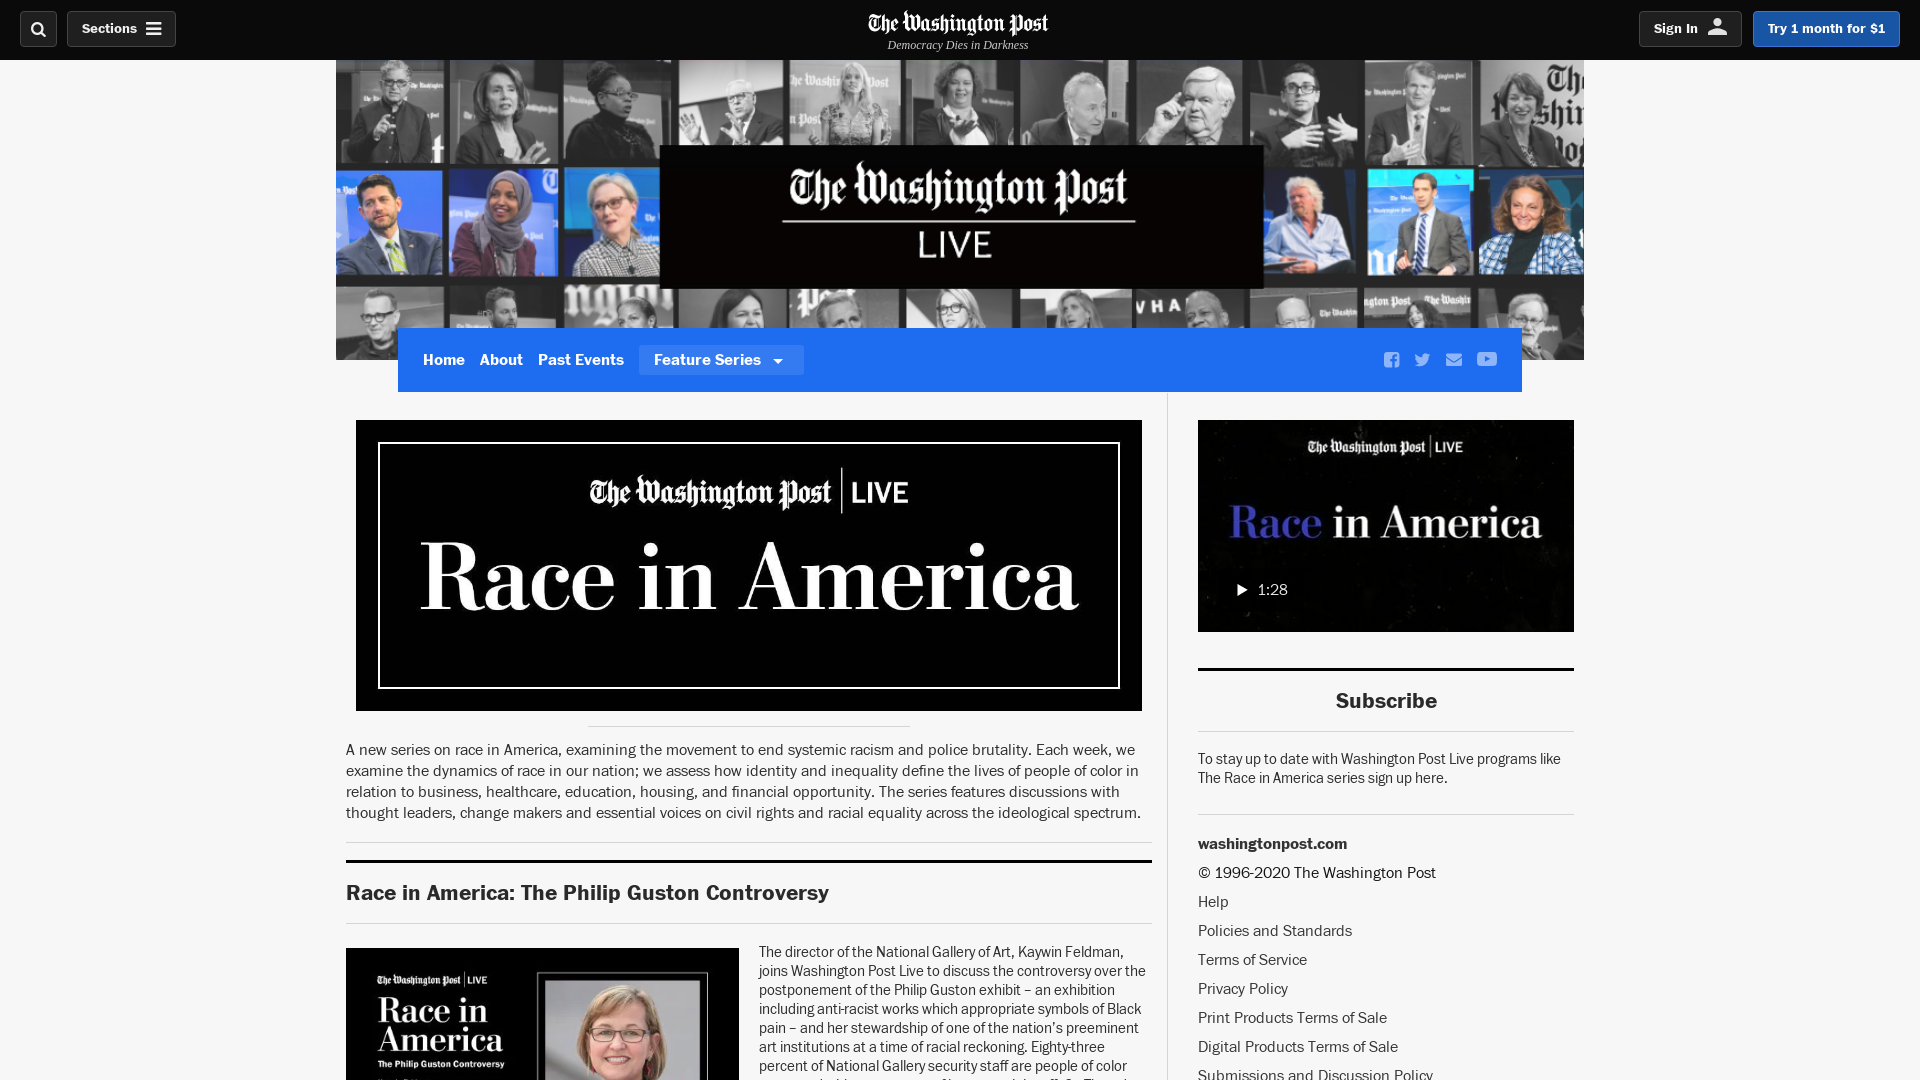 Sections
The Washington Post
Democracy Dies in Darkness
Sign In
Try 1 month for $1
The Washington Post
LIVE
Home
About
Past Events
Feature Series
The Washington Post LIVE
Race in America
The Washington Post LIVE
Race in America
1:28
A new series on race in America, examining the movement to end systemic racism and police brutality. Each week, we
examine the dynamics of race in our nation; we assess how identity and inequality define the lives of people of color in
relation to business, healthcare, education, housing, and financial opportunity. The series features discussions with
thought leaders, change makers and essential voices on civil rights and racial equality across the ideological spectrum.
Race in America: The Philip Guston Controversy
The Washington Post LIVE
Race in
America
The Philip Guston Controversy
The director of the National Gallery of Art, Kaywin Feldman,
joins Washington Post Live to discuss the controversy over the
postponement of the Philip Guston exhibit – an exhibition
including anti-racist works which appropriate symbols of Black
pain – and her stewardship of one of the nation’s preeminent
art institutions at a time of racial reckoning. Eighty-three
percent of National Gallery security staff are people of color
Subscribe
To stay up to date with Washington Post Live programs like
The Race in America series sign up here.
washingtonpost.com
© 1996-2020 The Washington Post
Help
Policies and Standards
Terms of Service
Privacy Policy
Print Products Terms of Sale
Digital Products Terms of Sale
Submissions and Discussion Policy